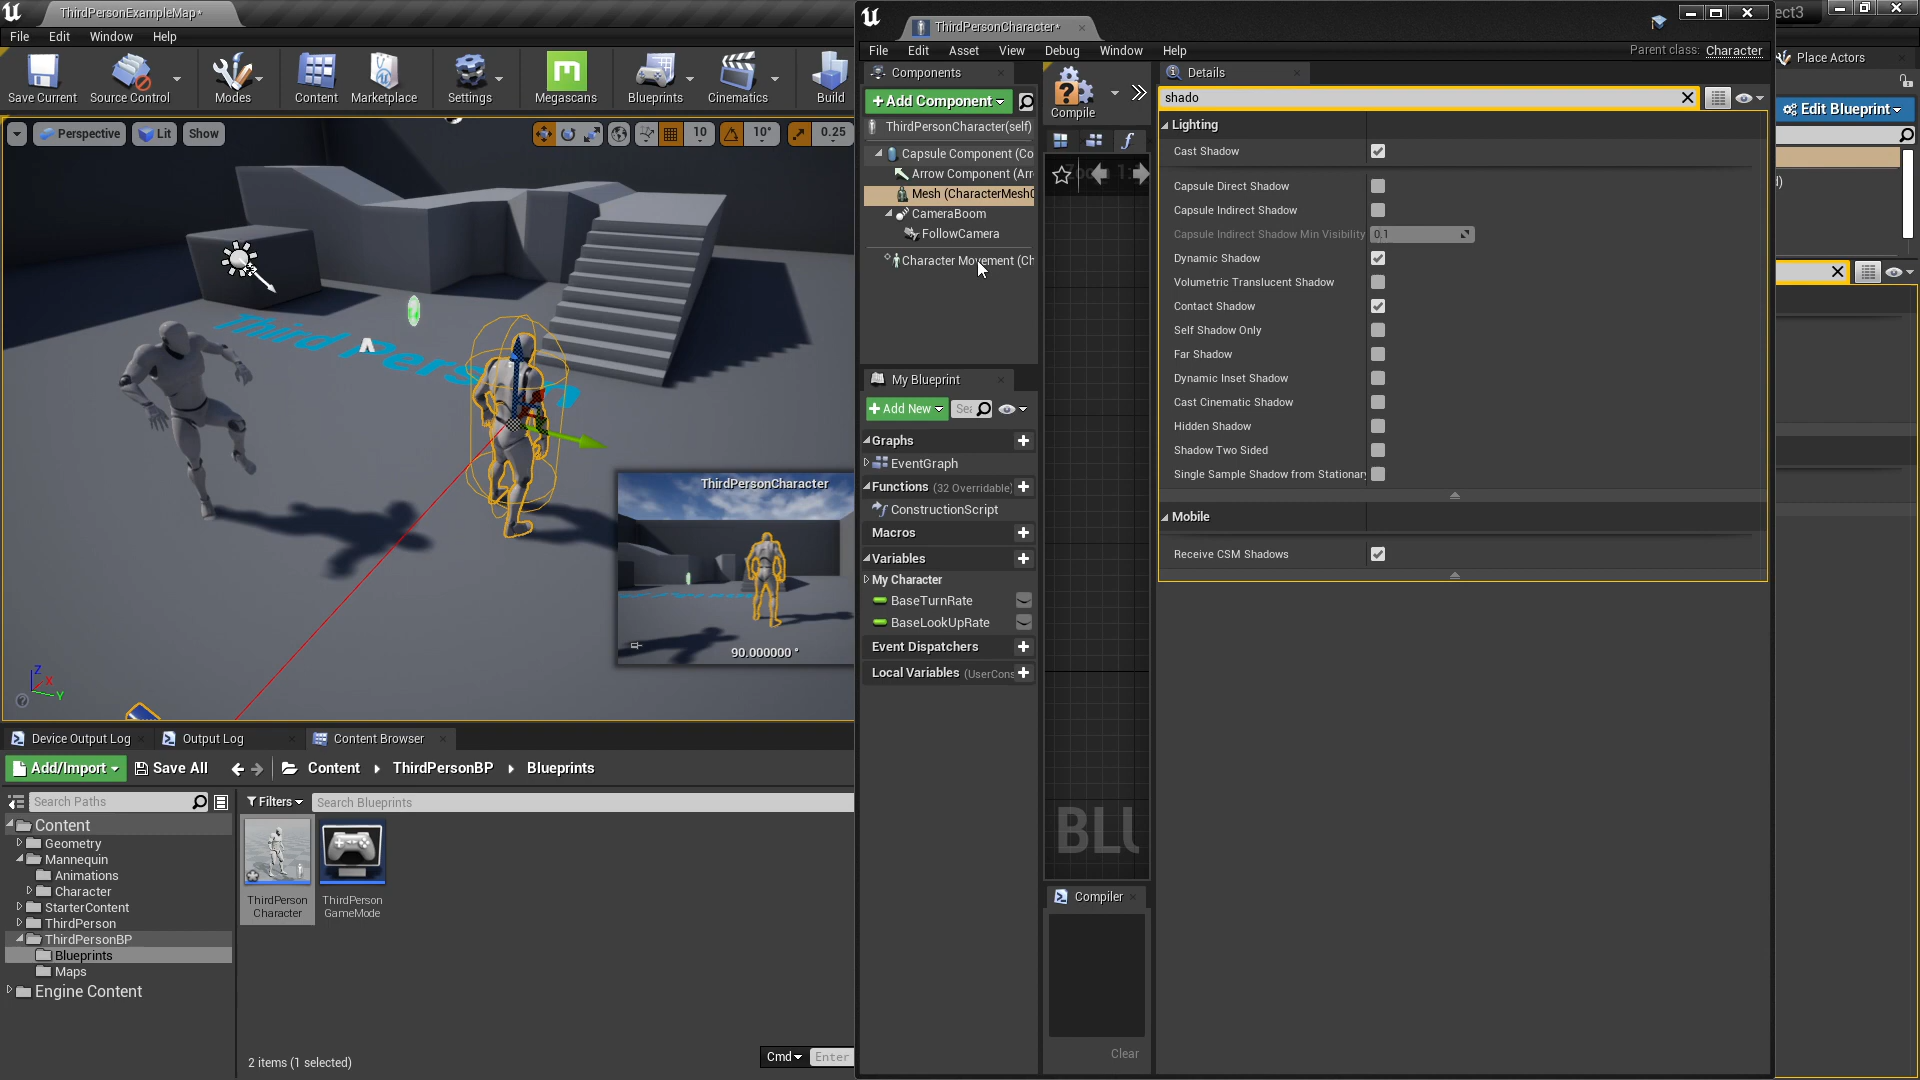 ThirdPersonExampleMap*
File Edit Window Help
Save Current
Source Control
Modes
Content
Marketplace
Settings
Megascans
Blueprints
Cinematics
Build
Perspective
Lit
Show
10
10°
0.25
Third Person
ThirdPersonCharacter
90.000000 °
Z
X
Y
Device Output Log
Output Log
Content Browser
Add/Import
Save All
Content
ThirdPersonBP
Blueprints
Search Paths
Filters
Search Blueprints
Content
Geometry
Mannequin
Animations
Character
StarterContent
ThirdPerson
ThirdPersonBP
Blueprints
Maps
Engine Content
ThirdPerson
Character
ThirdPerson
GameMode
2 items (1 selected)
Cmd
Enter
ThirdPersonCharacter*
File Edit Asset View Debug Window Help
Parent class: Character
Components
+Add Component
ThirdPersonCharacter(self)
Capsule Component (Co
Arrow Component (Arr
Mesh (CharacterMesh0
CameraBoom
FollowCamera
Character Movement (Ch
My Blueprint
+Add New
Sea
Graphs
EventGraph
Functions (32 Overridable)
ConstructionScript
Macros
Variables
My Character
BaseTurnRate
BaseLookUpRate
Event Dispatchers
Local Variables (UserCons
Compile
BLU
Compiler
Clear
Details
shado
Lighting
Cast Shadow
Capsule Direct Shadow
Capsule Indirect Shadow
Capsule Indirect Shadow Min Visibility 0.1
Dynamic Shadow
Volumetric Translucent Shadow
Contact Shadow
Self Shadow Only
Far Shadow
Dynamic Inset Shadow
Cast Cinematic Shadow
Hidden Shadow
Shadow Two Sided
Single Sample Shadow from Stationary
Mobile
Receive CSM Shadows
ect3
Place Actors
Edit Blueprint
d)